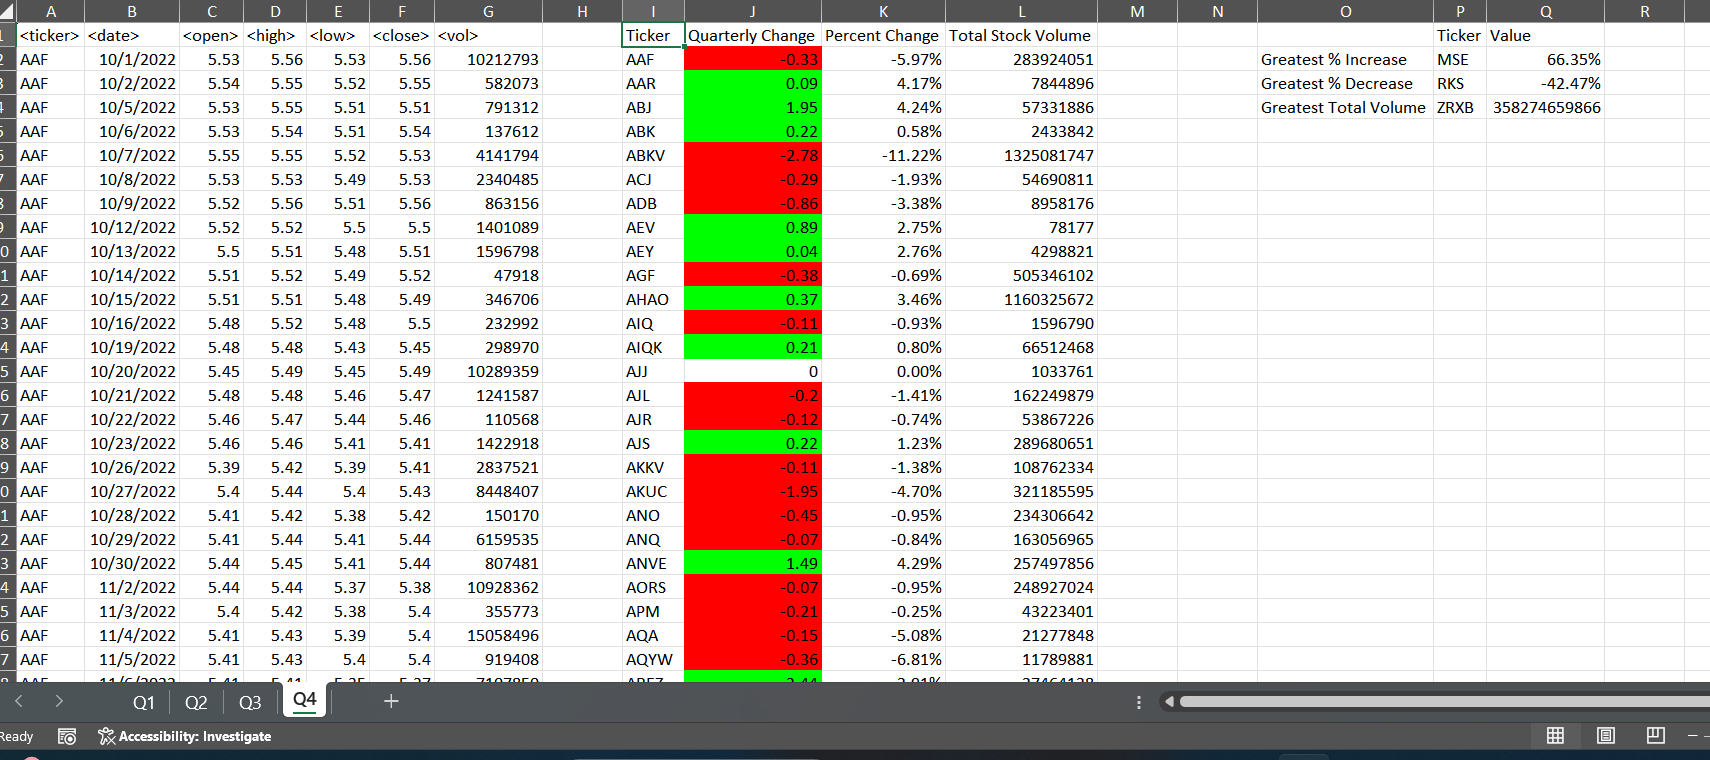 A B C D E F G H I J K L M N O P Q R
<ticker> <date> <open> <high> <low> <close> <vol> Ticker Quarterly Change Percent Change Total Stock Volume Ticker Value
AAF 10/1/2022 5.53 5.56 5.53 5.56 10212793 AAF -0.33 -5.97% 283924051 Greatest % Increase MSE 66.35%
AAF 10/2/2022 5.54 5.55 5.52 5.55 582073 AAR 0.09 4.17% 7844896 Greatest % Decrease RKS -42.47%
AAF 10/5/2022 5.53 5.55 5.51 5.51 791312 ABJ 1.95 4.24% 57331886 Greatest Total Volume ZRXB 358274659866
AAF 10/6/2022 5.53 5.54 5.51 5.54 137612 ABK 0.22 0.58% 2433842
AAF 10/7/2022 5.55 5.55 5.52 5.53 4141794 ABKV -2.78 -11.22% 1325081747
AAF 10/8/2022 5.53 5.53 5.49 5.53 2340485 ACJ -0.29 -1.93% 54690811
AAF 10/9/2022 5.52 5.56 5.51 5.56 863156 ADB -0.86 -3.38% 8958176
AAF 10/12/2022 5.52 5.52 5.5 5.5 1401089 AEV 0.89 2.75% 78177
AAF 10/13/2022 5.5 5.51 5.48 5.51 1596798 AEY 0.04 2.76% 4298821
AAF 10/14/2022 5.51 5.52 5.49 5.52 47918 AGF -0.38 -0.69% 505346102
AAF 10/15/2022 5.51 5.51 5.48 5.49 346706 AHAO 0.37 3.46% 1160325672
AAF 10/16/2022 5.48 5.52 5.48 5.5 232992 AIQ -0.11 -0.93% 1596790
AAF 10/19/2022 5.48 5.48 5.43 5.45 298970 AIQK 0.21 0.80% 66512468
AAF 10/20/2022 5.45 5.49 5.45 5.49 10289359 AJJ 0 0.00% 1033761
AAF 10/21/2022 5.48 5.48 5.46 5.47 1241587 AJL -0.2 -1.41% 162249879
AAF 10/22/2022 5.46 5.47 5.44 5.46 110568 AJR -0.12 -0.74% 53867226
AAF 10/23/2022 5.46 5.46 5.41 5.41 1422918 AJS 0.22 1.23% 289680651
AAF 10/26/2022 5.39 5.42 5.39 5.41 2837521 AKKV -0.11 -1.38% 108762334
AAF 10/27/2022 5.4 5.44 5.4 5.43 8448407 AKUC -1.95 -4.70% 321185595
AAF 10/28/2022 5.41 5.42 5.38 5.42 150170 ANO -0.45 -0.95% 234306642
AAF 10/29/2022 5.41 5.44 5.41 5.44 6159535 ANQ -0.07 -0.84% 163056965
AAF 10/30/2022 5.44 5.45 5.41 5.44 807481 ANVE 1.49 4.29% 257497856
AAF 11/2/2022 5.44 5.44 5.37 5.38 10928362 AORS -0.07 -0.95% 248927024
AAF 11/3/2022 5.4 5.42 5.38 5.4 355773 APM -0.21 -0.25% 43223401
AAF 11/4/2022 5.41 5.43 5.39 5.4 15058496 AQA -0.15 -5.08% 21277848
AAF 11/5/2022 5.41 5.43 5.4 5.4 919408 AQYW -0.36 -6.81% 11789881
Q1 Q2 Q3 Q4
Ready Accessibility: Investigate